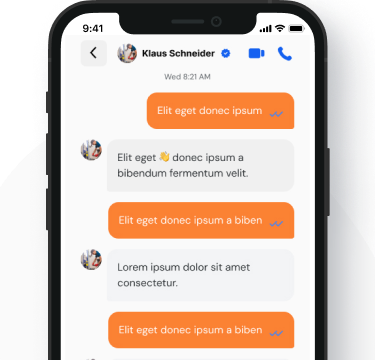 9:41
Klaus Schneider
Wed 8:21 AM
Elit eget donec ipsum
Elit eget 👋 donec ipsum a
bibendum fermentum velit.
Elit eget donec ipsum a biben
Lorem ipsum dolor sit amet
consectetur.
Elit eget donec ipsum a biben